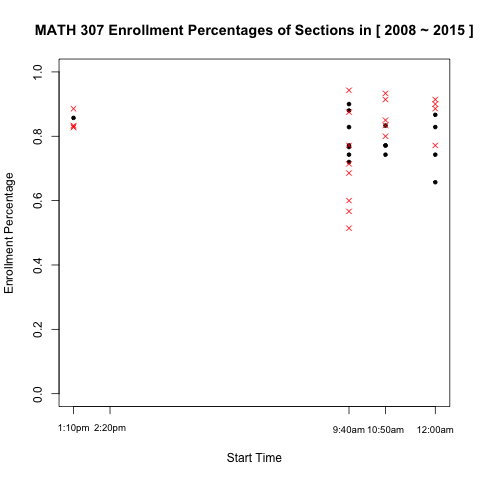 MATH 307 Enrollment Percentages of Sections in [ 2008 ~ 2015 ]
Enrollment Percentage
1.0
0.8
0.6
0.4
0.2
0.0
1:10pm 2:20pm 9:40am 10:50am 12:00am
Start Time